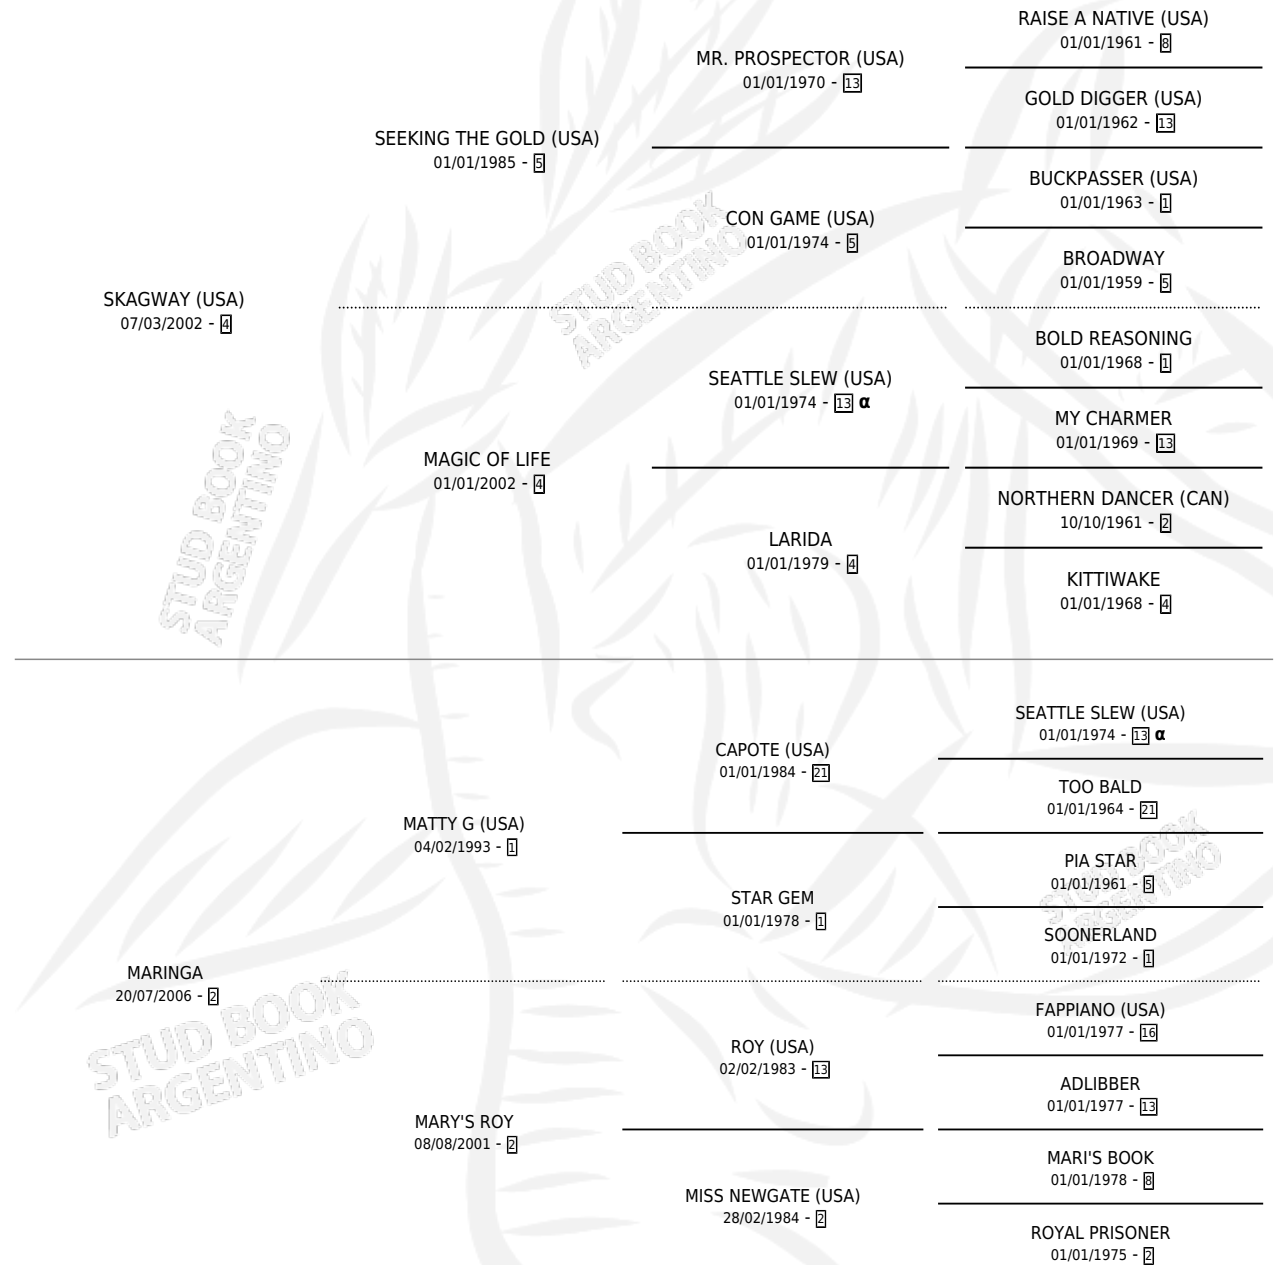 RAISE A NATIVE (USA)
01/01/1961 - 8
MR. PROSPECTOR (USA)
01/01/1970 - 13
GOLD DIGGER (USA)
01/01/1962 - 13
SEEKING THE GOLD (USA)
01/01/1985 - 5
BUCKPASSER (USA)
01/01/1963 - 1
CON GAME (USA)
01/01/1974 - 5
BROADWAY
01/01/1959 - 5
SKAGWAY (USA)
07/03/2002 - 4
BOLD REASONING
01/01/1968 - 1
SEATTLE SLEW (USA)
01/01/1974 - 13 α
MY CHARMER
01/01/1969 - 13
MAGIC OF LIFE
01/01/2002 - 4
NORTHERN DANCER (CAN)
10/10/1961 - 2
LARIDA
01/01/1979 - 4
KITTIWAKE
01/01/1968 - 4
SEATTLE SLEW (USA)
01/01/1974 - 13 α
CAPOTE (USA)
01/01/1984 - 21
TOO BALD
01/01/1964 - 21
MATTY G (USA)
04/02/1993 - 1
PIA STAR
01/01/1961 - 5
STAR GEM
01/01/1978 - 1
SOONERLAND
01/01/1972 - 1
MARINGA
20/07/2006 - 2
FAPPIANO (USA)
01/01/1977 - 16
ROY (USA)
02/02/1983 - 13
ADLIBBER
01/01/1977 - 13
MARY'S ROY
08/08/2001 - 2
MARI'S BOOK
01/01/1978 - 8
MISS NEWGATE (USA)
28/02/1984 - 2
ROYAL PRISONER
01/01/1975 - 2
STUD BOOK
ARGENTINO
STUD BOOK
ARGENTINO
STUD BOOK
ARGENTINO
STUD BOOK
ARGENTINO